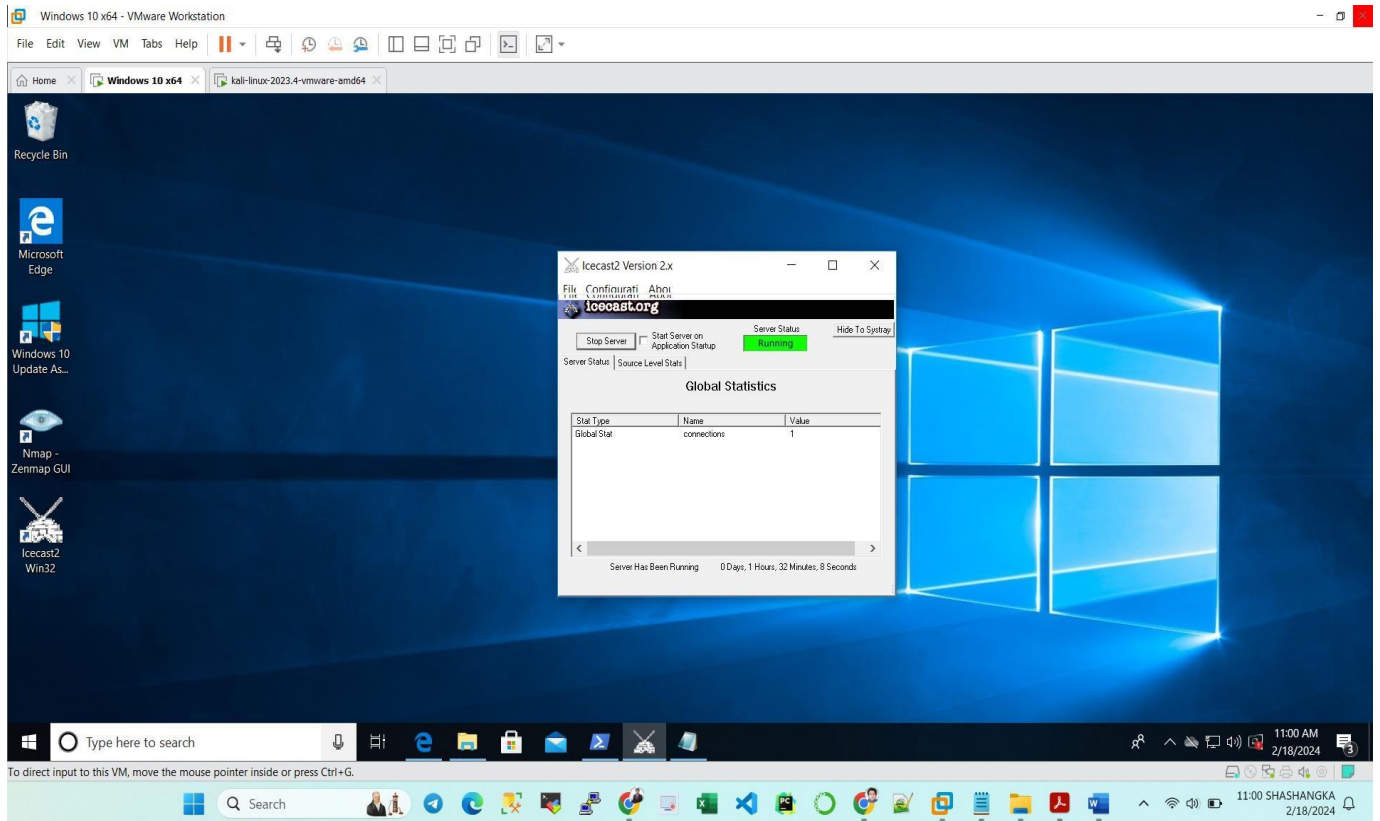 Windows 10 x64 - VMware Workstation
File Edit View VM Tabs Help
Home Windows 10 x64 kali-linux-2023.4-vmware-amd64
Recycle Bin
Microsoft
Edge
Windows 10
Update As...
Nmap -
Zenmap GUI
Icecast2
Win32
Icecast2 Version 2.x
File Configurati Abou
icecast.org
Stop Server
Start Server on
Application Startup
Server Status
Running
Hide To Systray
Server Status Source Level Stats
Global Statistics
Stat Type Name Value
Global Stat connections 1
Server Has Been Running 0 Days, 1 Hours, 32 Minutes, 8 Seconds
Type here to search
11:00 AM
2/18/2024
3
To direct input to this VM, move the mouse pointer inside or press Ctrl+G.
Search
11:00 SHASHANGKA
2/18/2024